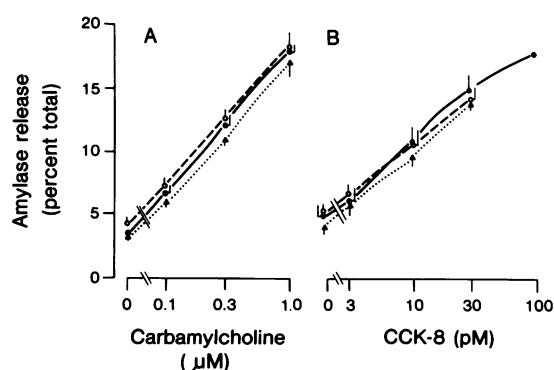 A
B
Amylase release
(percent total)
20
15
10
5
0
0 0.1 0.3 1.0
0 3 10 30 100
Carbamylcholine
( μM)
CCK-8 (pM)